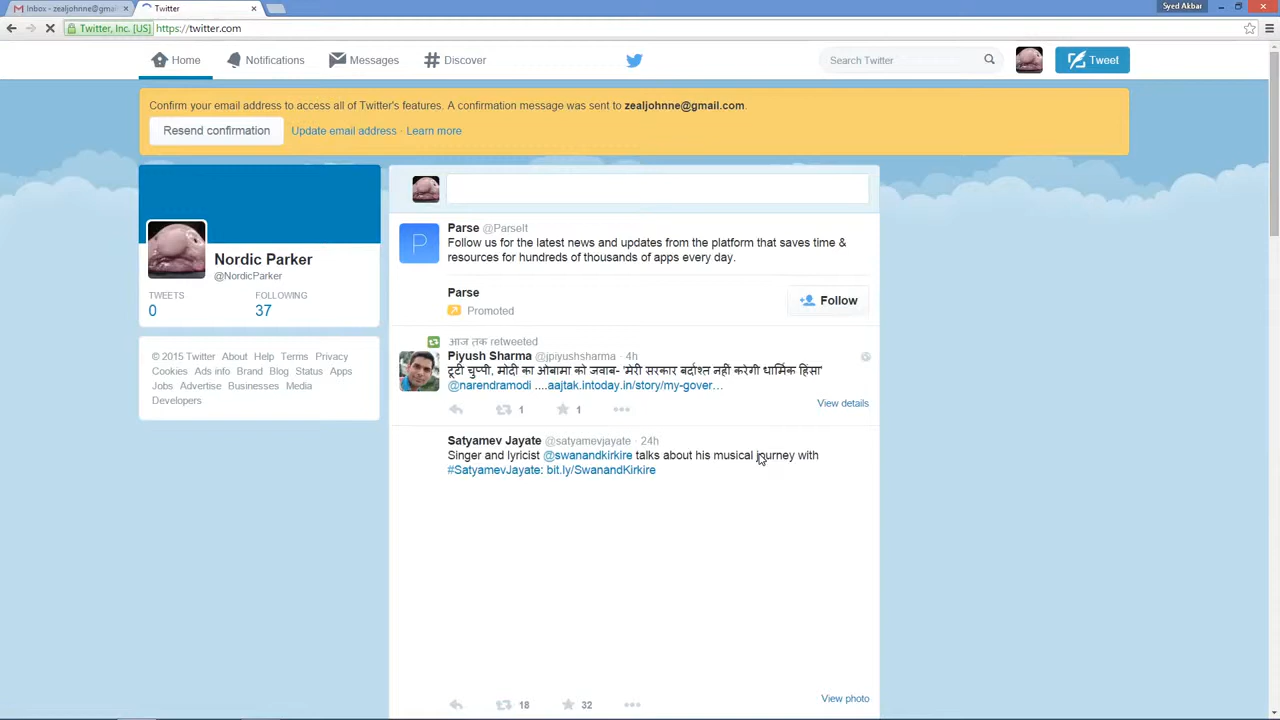 Inbox - zealjohnne@gmai
Twitter
Syed Akbar
Twitter, Inc. [US]
https://twitter.com
Home
Notifications
Messages
Discover
Search Twitter
Tweet
Confirm your email address to access all of Twitter's features. A confirmation message was sent to zealjohnne@gmail.com.
Resend confirmation
Update email address · Learn more
Nordic Parker
@NordicParker
TWEETS
FOLLOWING
0
37
© 2015 Twitter About Help Terms Privacy
Cookies Ads info Brand Blog Status Apps
Jobs Advertise Businesses Media
Developers
Parse @ParseIt
Follow us for the latest news and updates from the platform that saves time &
resources for hundreds of thousands of apps every day.
Parse
Promoted
Follow
आज तक retweeted
Piyush Sharma @jpiyushsharma · 4h
टूटी चुप्पी, मोदी का ओबामा को जवाब- 'मेरी सरकार बर्दाश्त नहीं करेगी धार्मिक हिंसा'
@narendramodi ....aajtak.intoday.in/story/my-gover…
1
1
View details
Satyamev Jayate @satyamevjayate · 24h
Singer and lyricist @swanandkirkire talks about his musical journey with
#SatyamevJayate: bit.ly/SwanandKirkire
18
32
View photo